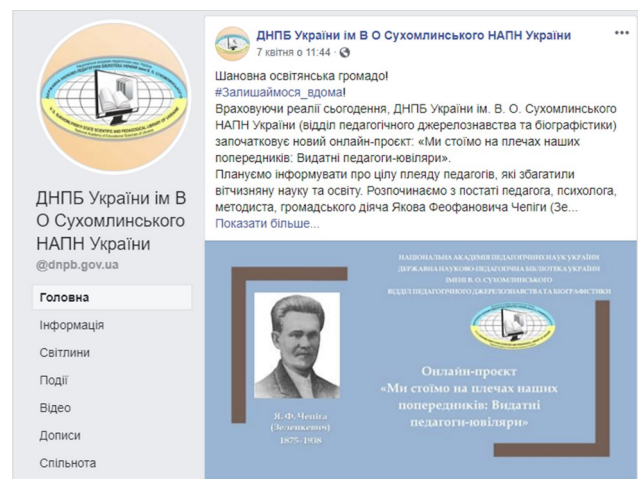 ДНПБ України ім В
О Сухомлинського
НАПН України
@dnpb.gov.ua
Головна
Інформація
Світлини
Події
Відео
Дописи
Спільнота
ДНПБ України ім В О Сухомлинського НАПН України
7 квітня о 11:44 ·
Шановна освітянська громадо!
#Залишаймося_вдома!
Враховуючи реалії сьогодення, ДНПБ України ім. В. О. Сухомлинського
НАПН України (відділ педагогічного джерелознавства та біографістики)
започатковує новий онлайн-проєкт: «Ми стоїмо на плечах наших
попередників: Видатні педагоги-ювіляри».
Плануємо інформувати про цілу плеяду педагогів, які збагатили
вітчизняну науку та освіту. Розпочинаємо з постаті педагога, психолога,
методиста, громадського діяча Якова Феофановича Чепіги (Зе...
Показати більше...
НАЦІОНАЛЬНА АКАДЕМІЯ ПЕДАГОГІЧНИХ НАУК УКРАЇНИ
ДЕРЖАВНА НАУКОВО-ПЕДАГОГІЧНА БІБЛІОТЕКА УКРАЇНИ
ІМЕНІ В. О. СУХОМЛИНСЬКОГО
ВІДДІЛ ПЕДАГОГІЧНОГО ДЖЕРЕЛОЗНАВСТВА ТА БІОГРАФІСТИКИ
Онлайн-проєкт
«Ми стоїмо на плечах наших
попередників: Видатні
педагоги-ювіляри»
Я. Ф. Чепіга
(Зеленкевич)
1875-1938